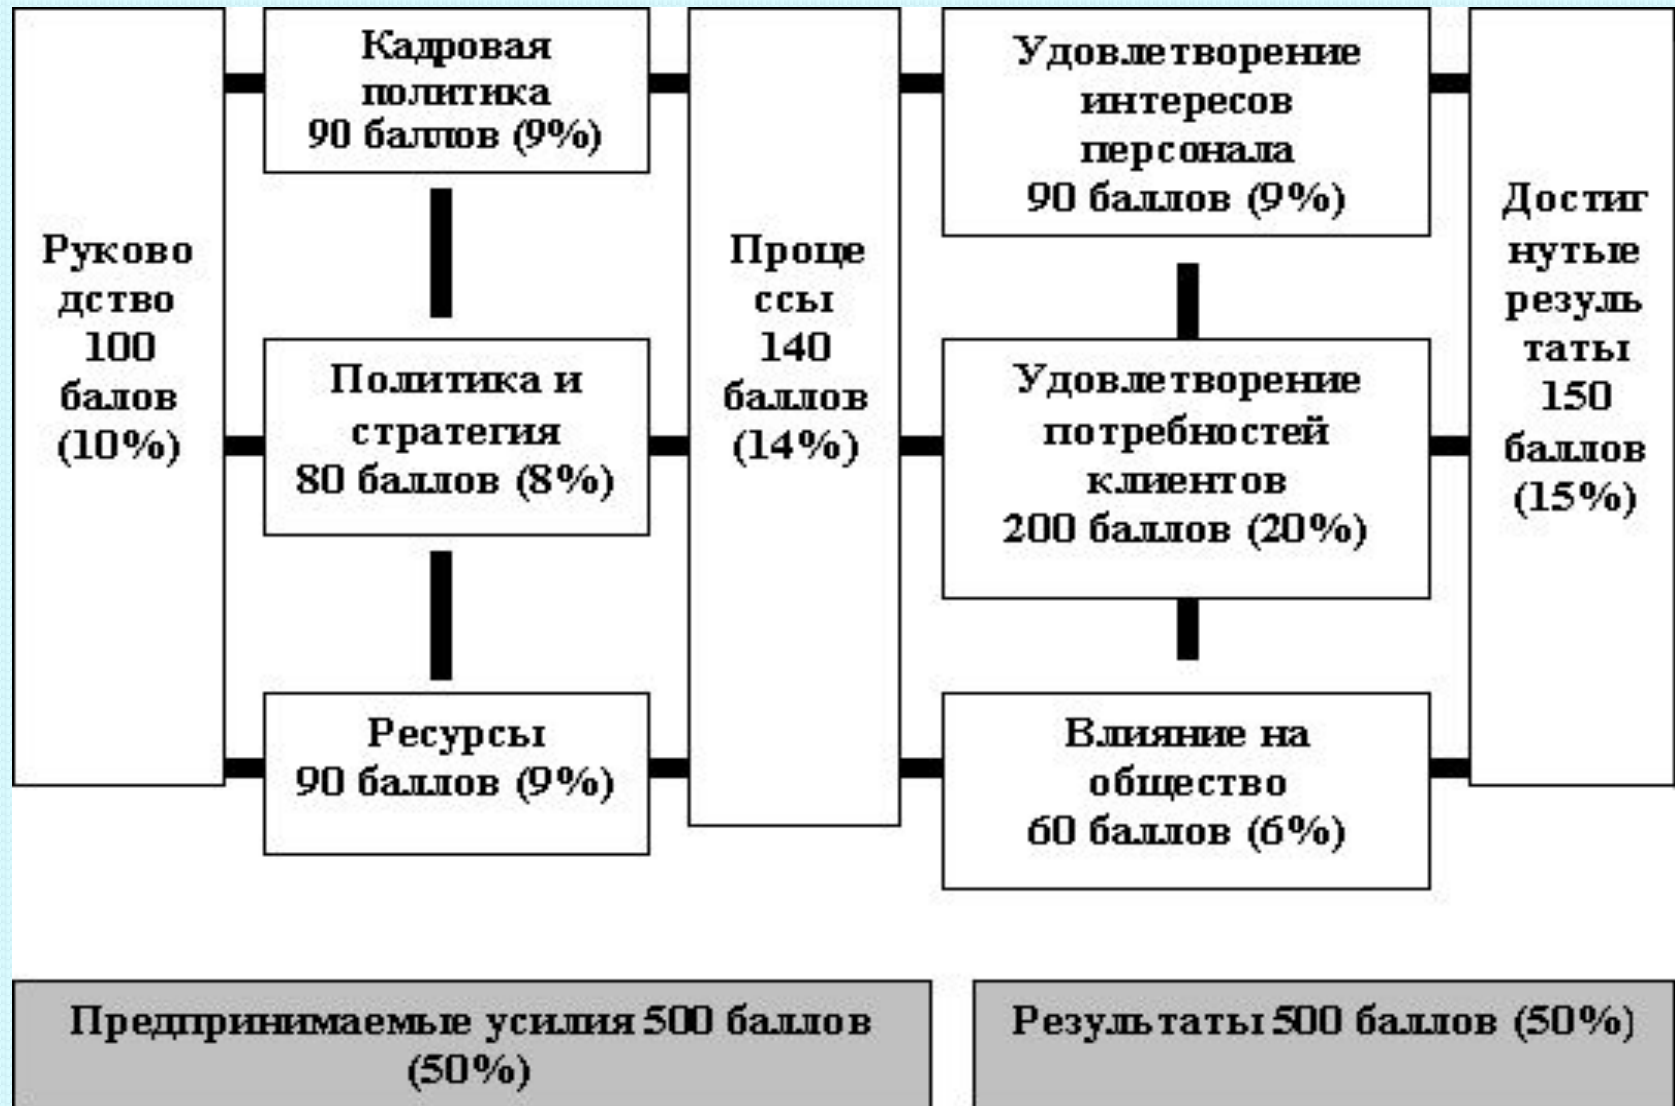 Руково
дство
100
балов
(10%)
Кадровая
политика
90 баллов (9%)
Политика и
стратегия
80 баллов (8%)
Ресурсы
90 баллов (9%)
Проце
ссы
140
баллов
(14%)
Удовлетворение
интересов
персонала
90 баллов (9%)
Удовлетворение
потребностей
клиентов
200 баллов (20%)
Влияние на
общество
60 баллов (6%)
Достиг
нутые
резуль
таты
150
баллов
(15%)
Предпринимаемые усилия 500 баллов
(50%)
Результаты 500 баллов (50%)